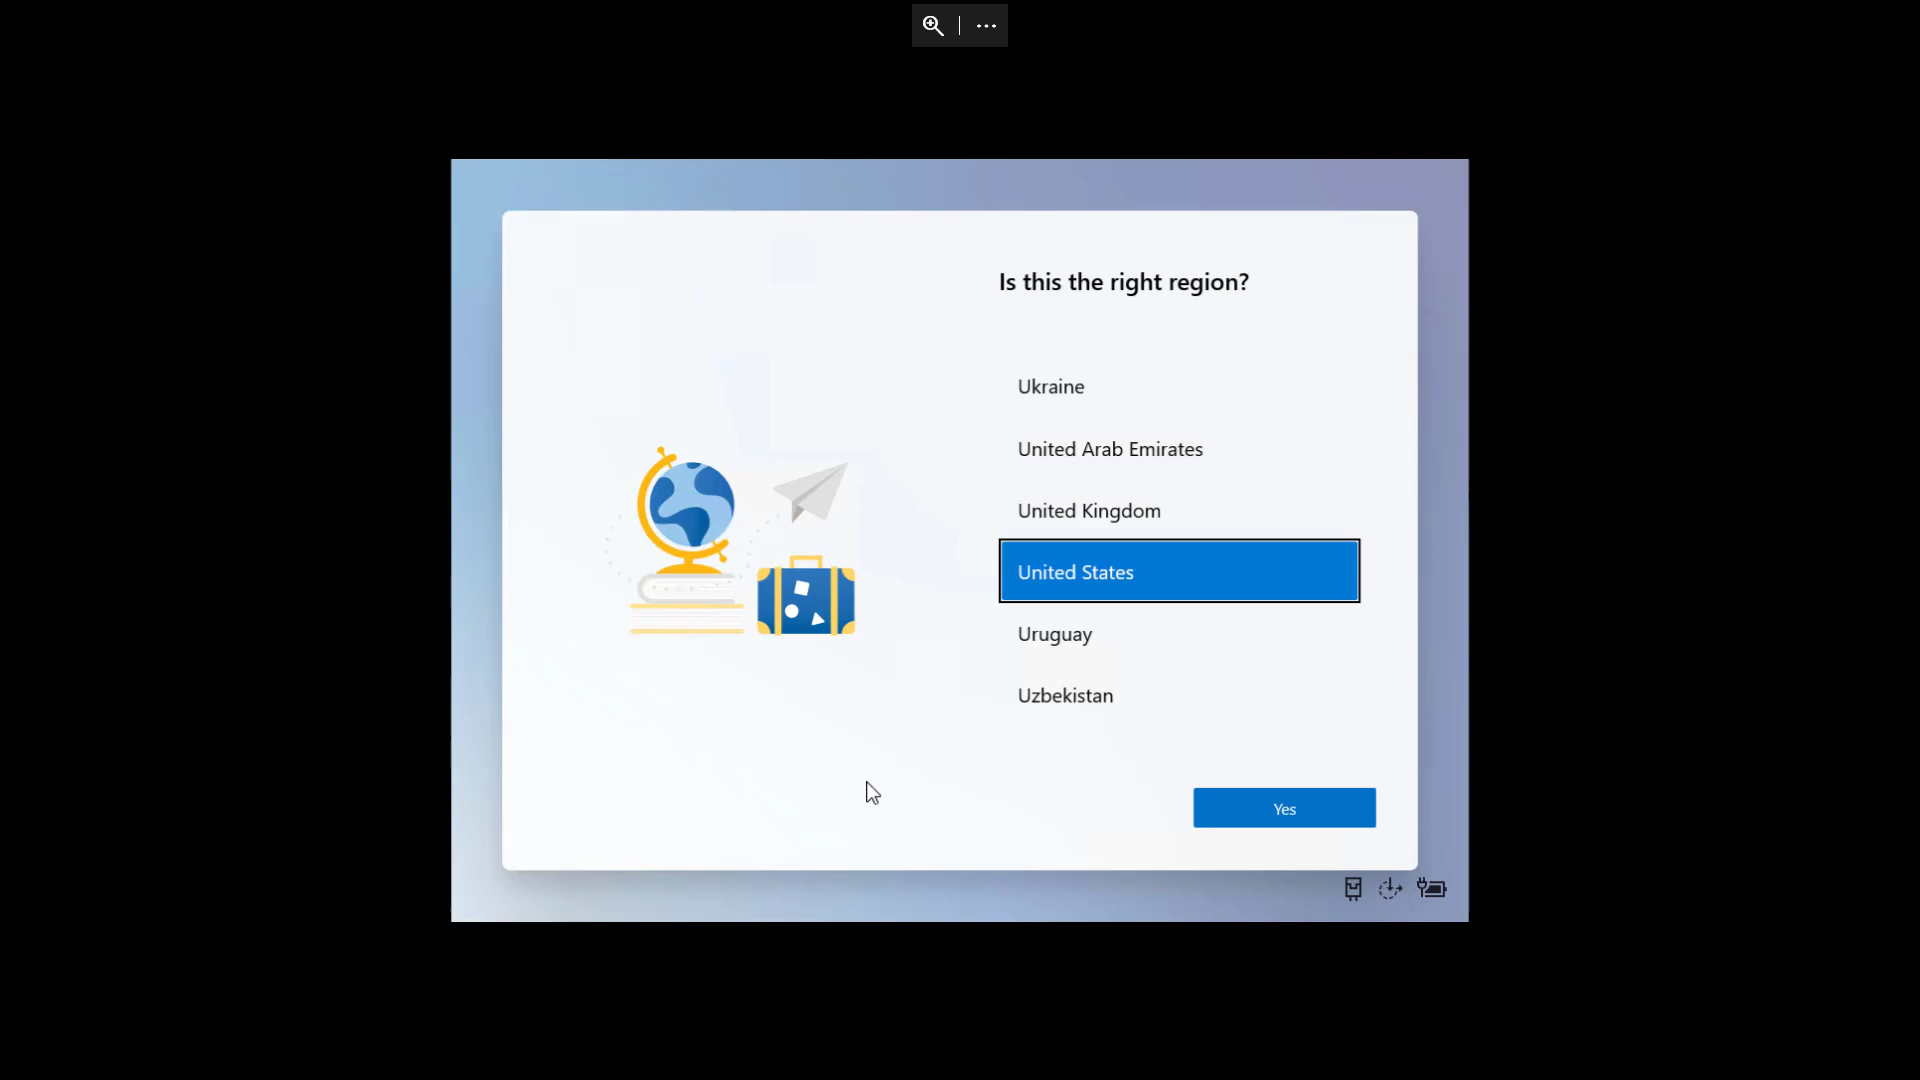 Is this the right region?
Ukraine
United Arab Emirates
United Kingdom
United States
Uruguay
Uzbekistan
Yes